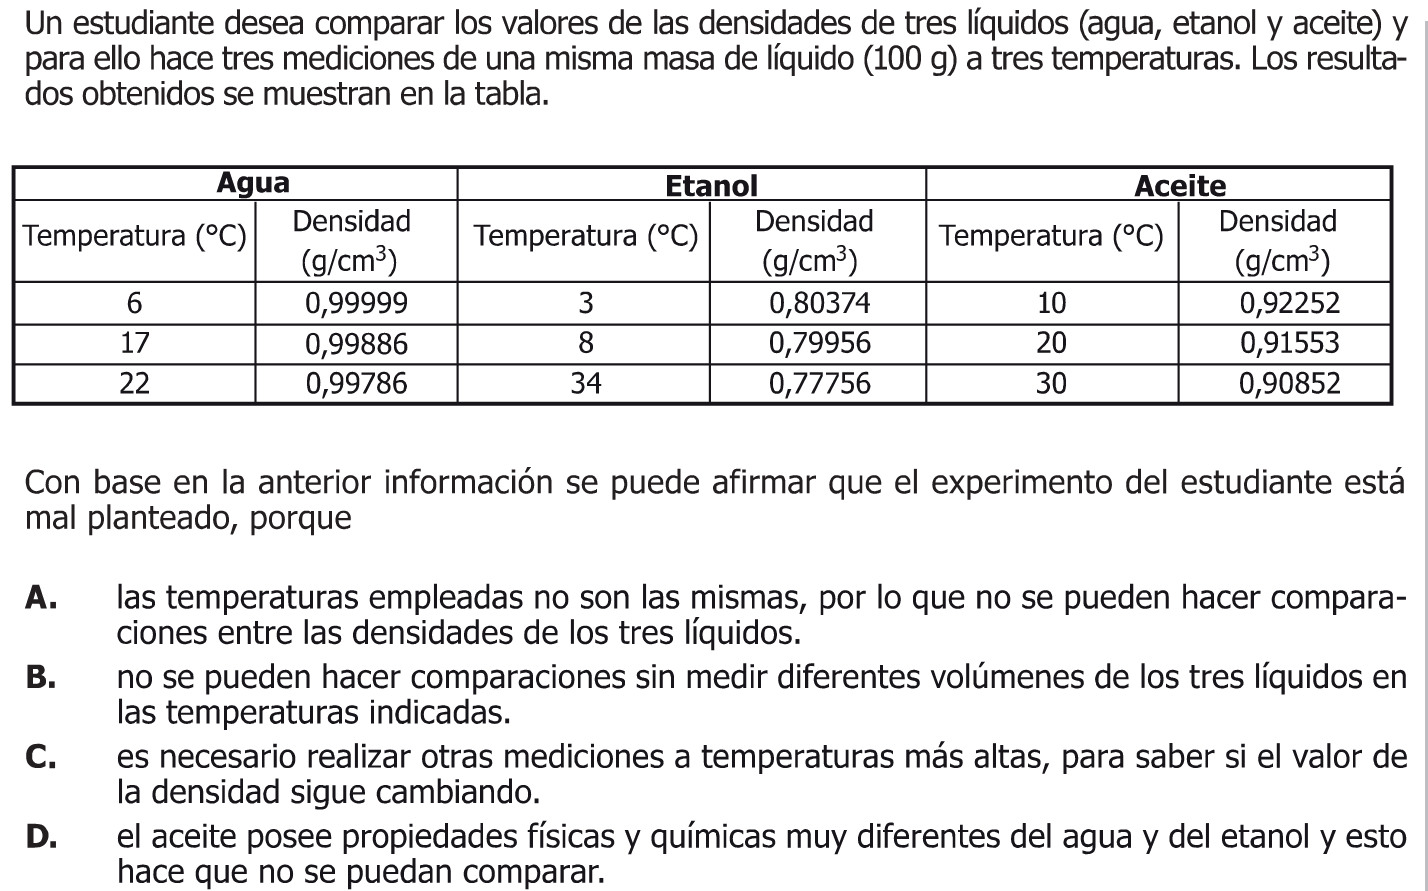 Un estudiante desea comparar los valores de las densidades de tres líquidos (agua, etanol y aceite) y
para ello hace tres mediciones de una misma masa de líquido (100 g) a tres temperaturas. Los resulta-
dos obtenidos se muestran en la tabla.
Agua Etanol Aceite
Temperatura (°C) Densidad (g/cm³) Temperatura (°C) Densidad (g/cm³) Temperatura (°C) Densidad (g/cm³)
6 0,99999 3 0,80374 10 0,92252
17 0,99886 8 0,79956 20 0,91553
22 0,99786 34 0,77756 30 0,90852
Con base en la anterior información se puede afirmar que el experimento del estudiante está
mal planteado, porque
A. las temperaturas empleadas no son las mismas, por lo que no se pueden hacer compara-
ciones entre las densidades de los tres líquidos.
B. no se pueden hacer comparaciones sin medir diferentes volúmenes de los tres líquidos en
las temperaturas indicadas.
C. es necesario realizar otras mediciones a temperaturas más altas, para saber si el valor de
la densidad sigue cambiando.
D. el aceite posee propiedades físicas y químicas muy diferentes del agua y del etanol y esto
hace que no se puedan comparar.